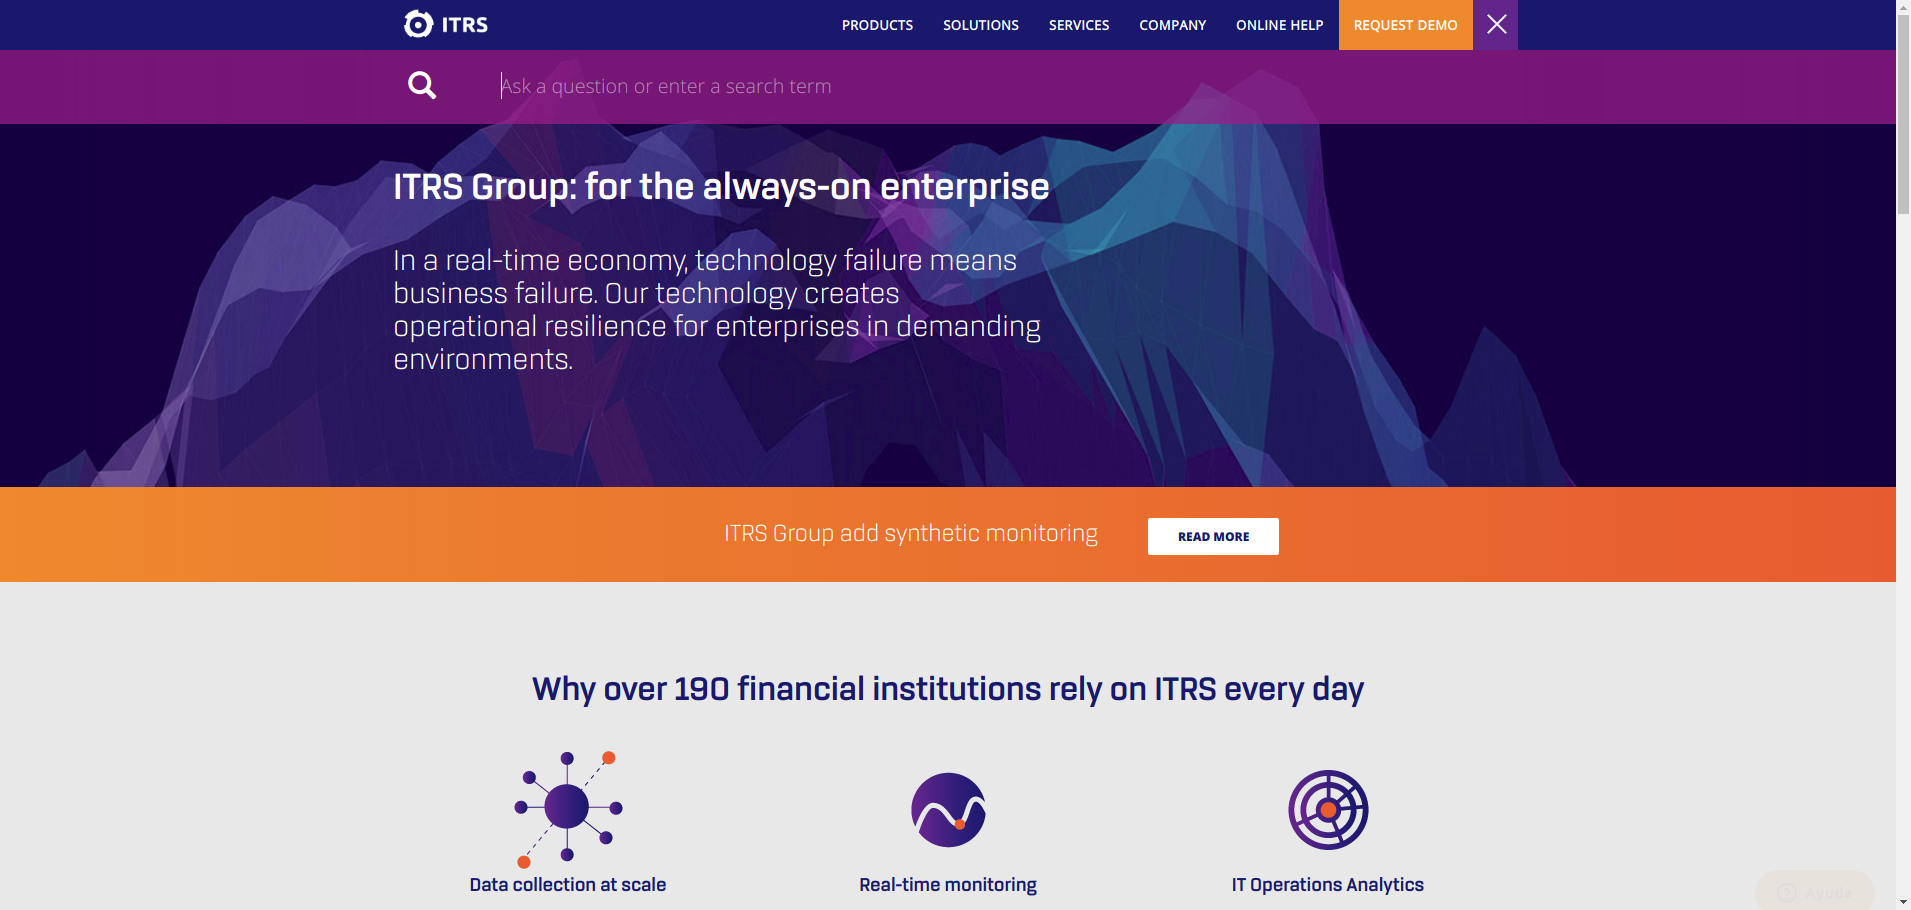 ITRS
PRODUCTS
SOLUTIONS
SERVICES
COMPANY
ONLINE HELP
REQUEST DEMO
Ask a question or enter a search term
ITRS Group: for the always-on enterprise
In a real-time economy, technology failure means
business failure. Our technology creates
operational resilience for enterprises in demanding
environments.
ITRS Group add synthetic monitoring
READ MORE
Why over 190 financial institutions rely on ITRS every day
Data collection at scale
Real-time monitoring
IT Operations Analytics
Ayuda